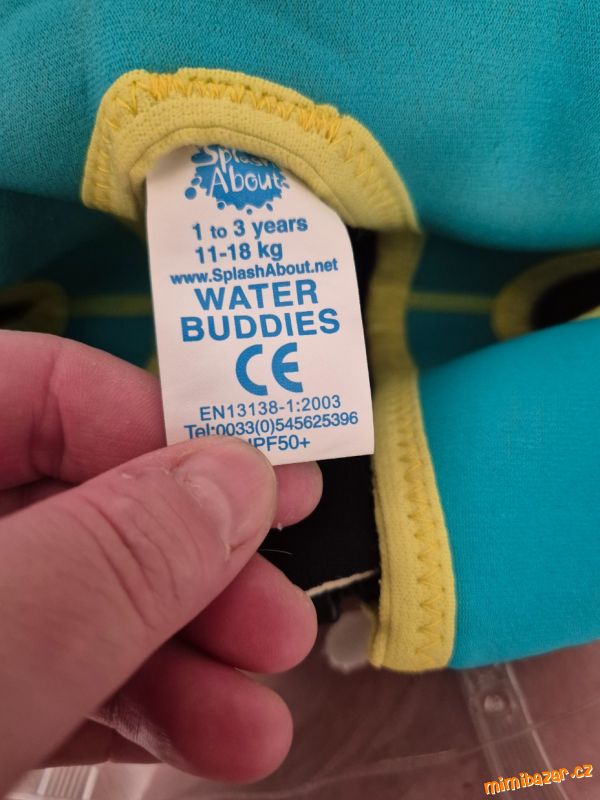 Splash
About
1 to 3 years
11-18 kg
www.SplashAbout.net
WATER
BUDDIES
CE
EN13138-1:2003
Tel:0033(0)545625396
UPF50+
mimibazar.cz